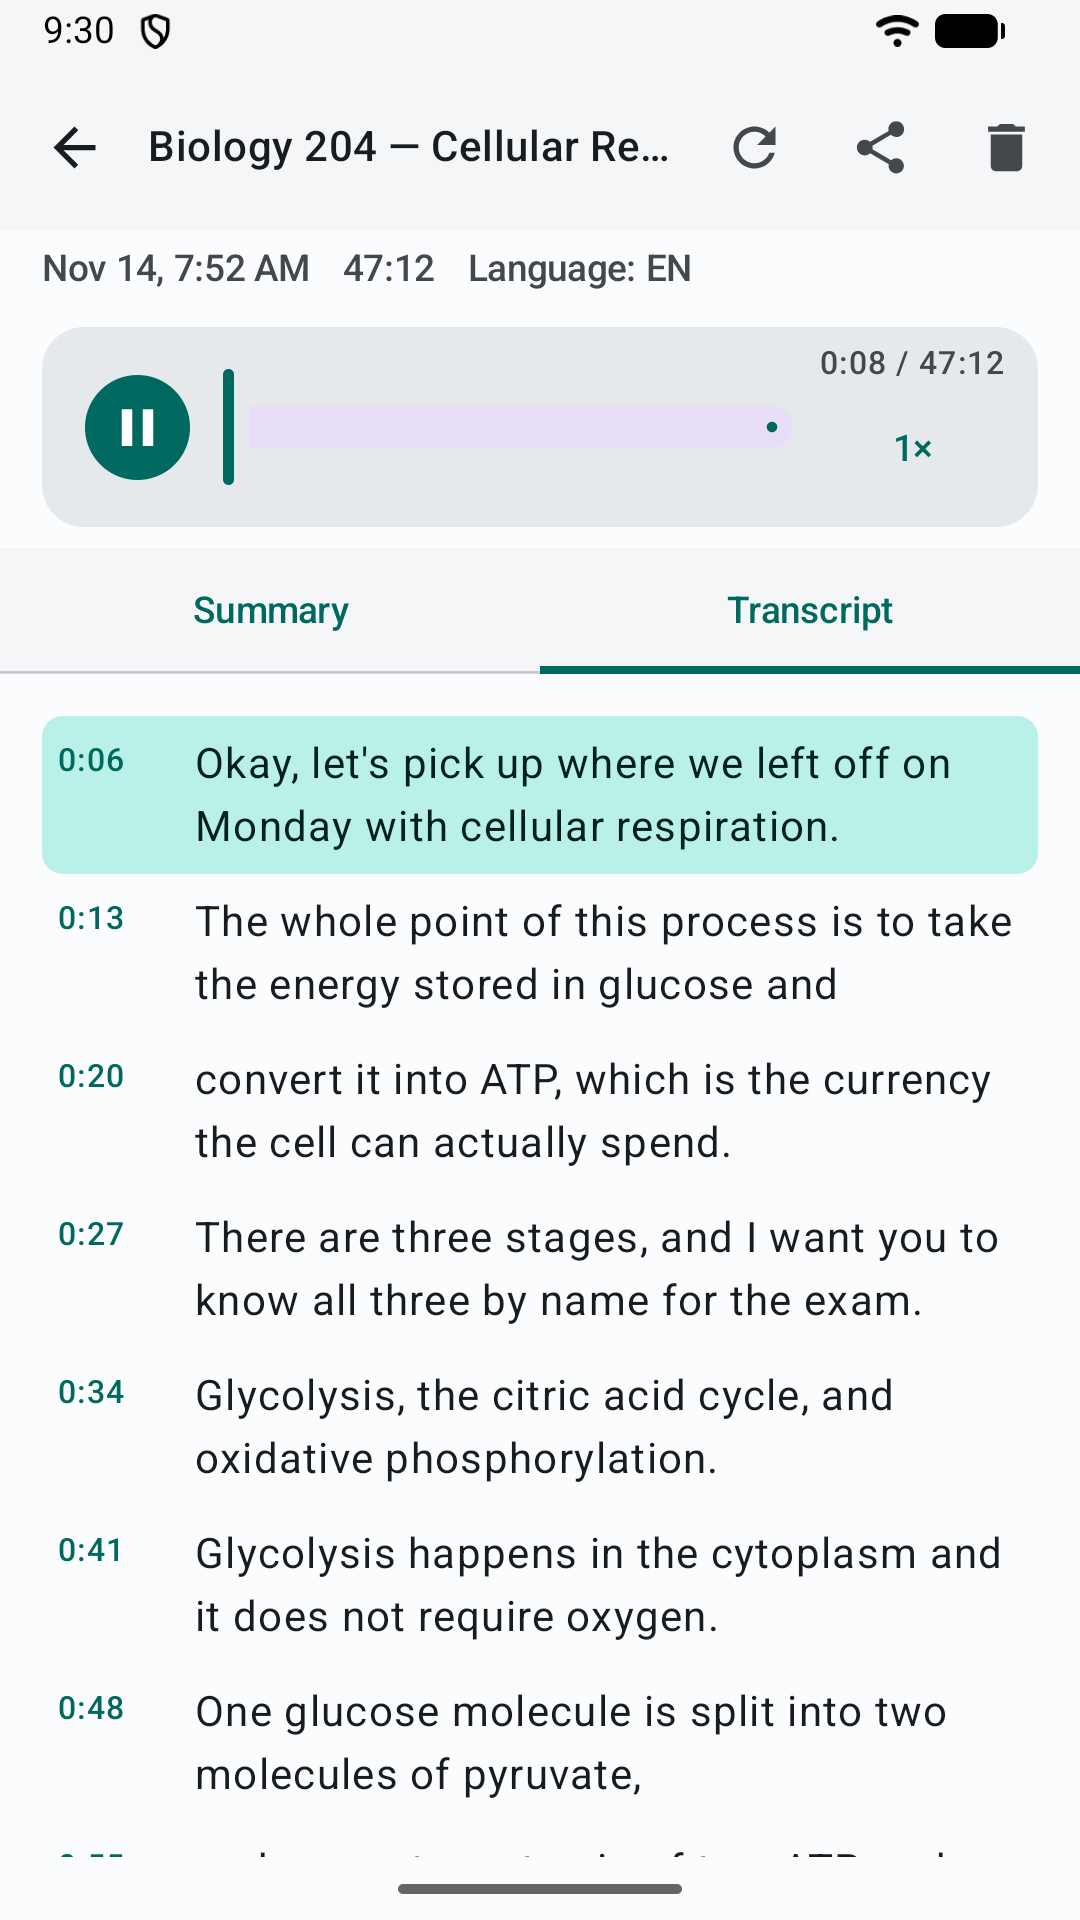 9:30
Biology 204 — Cellular Re...
Nov 14, 7:52 AM 47:12 Language: EN
0:08 / 47:12
1×
Summary Transcript
0:06 Okay, let's pick up where we left off on
Monday with cellular respiration.
0:13 The whole point of this process is to take
the energy stored in glucose and
0:20 convert it into ATP, which is the currency
the cell can actually spend.
0:27 There are three stages, and I want you to
know all three by name for the exam.
0:34 Glycolysis, the citric acid cycle, and
oxidative phosphorylation.
0:41 Glycolysis happens in the cytoplasm and
it does not require oxygen.
0:48 One glucose molecule is split into two
molecules of pyruvate,